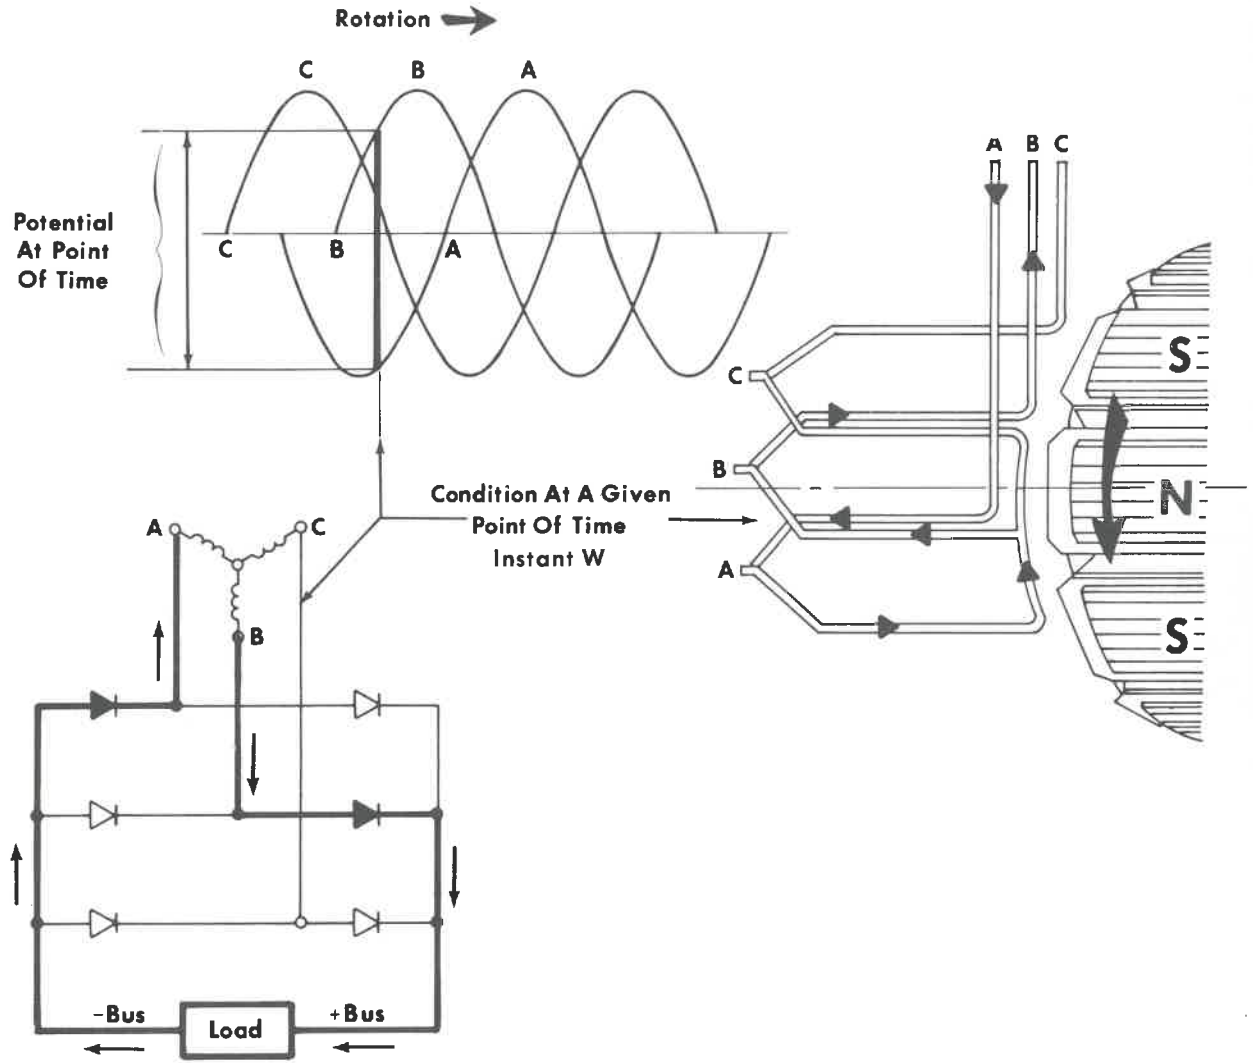 Rotation
C B A
A B C
Potential
At Point
Of Time
C B A
S
C
B
Condition At A Given
Point Of Time
Instant W
N
A C
A
B
S
–Bus
Load
+Bus